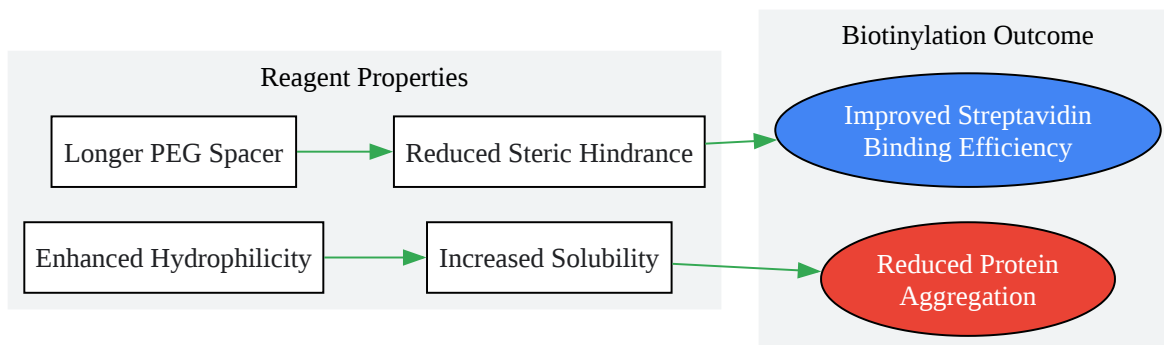 Biotinylation Outcome
Reagent Properties
Longer PEG Spacer
Reduced Steric Hindrance
Improved Streptavidin
Binding Efficiency
Enhanced Hydrophilicity
Increased Solubility
Reduced Protein
Aggregation